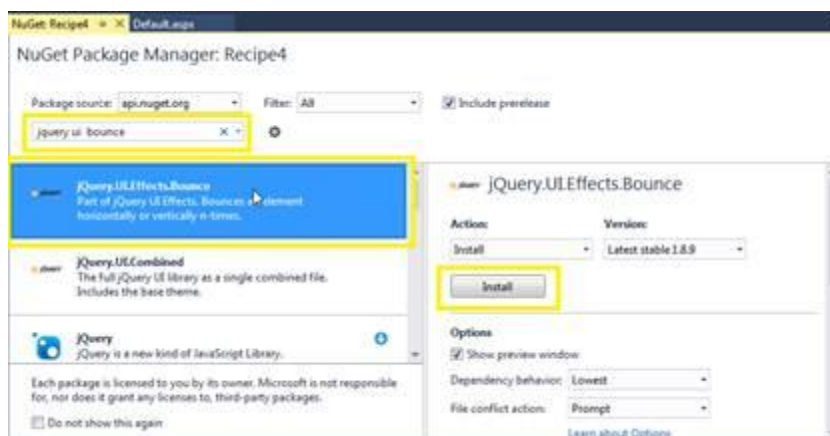 NuGet: Recipe4 Default.aspx
NuGet Package Manager: Recipe4
Package source: api.nuget.org Filter: All Include prerelease
jquery ui bounce
jQuery.UI.Effects.Bounce
Part of jQuery UI Effects. Bounces an element
horizontally or vertically n-times.
jQuery.UI.Combined
The full jQuery UI library as a single combined file.
Includes the base theme.
jQuery
jQuery is a new kind of JavaScript Library.
Each package is licensed to you by its owner. Microsoft is not responsible
for, nor does it grant any licenses to, third-party packages.
Do not show this again
jQuery.UI.Effects.Bounce
Action: Version:
Install Latest stable 1.8.9
Install
Options
Show preview window
Dependency behavior: Lowest
File conflict action: Prompt
Learn about Options